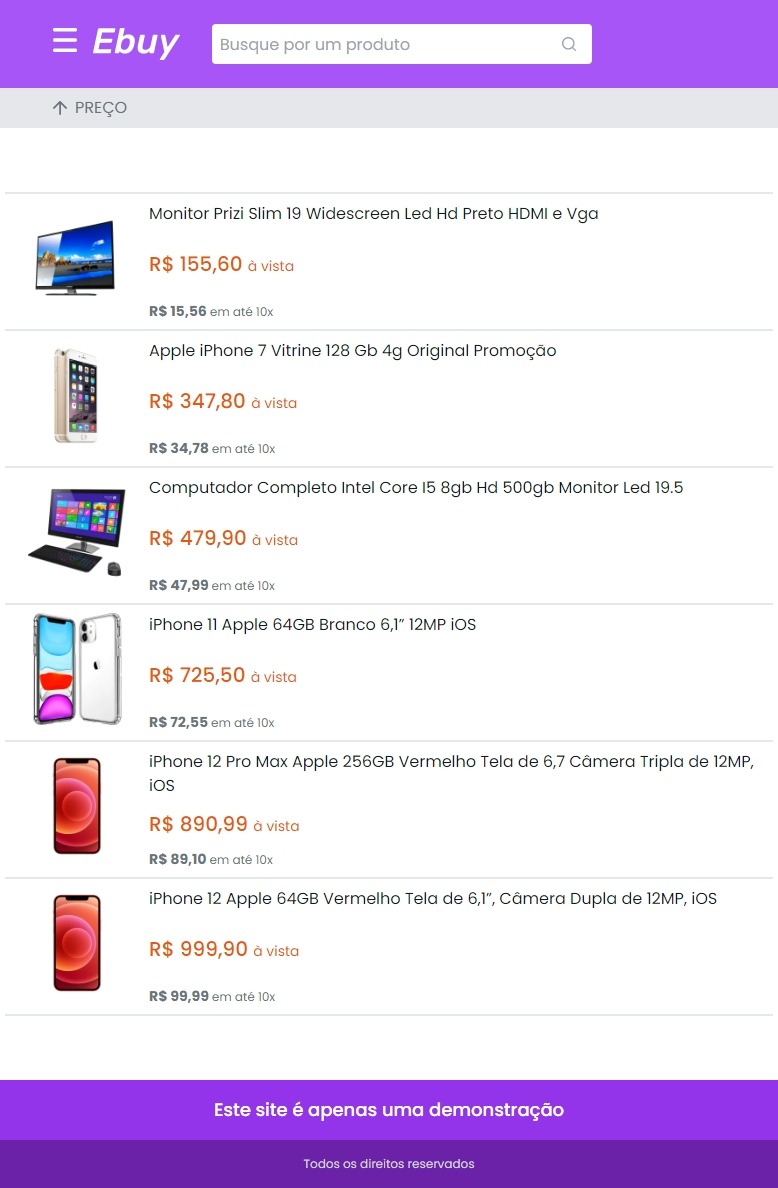 Ebuy
Busque por um produto
PREÇO
Monitor Prizi Slim 19 Widescreen Led Hd Preto HDMI e Vga
R$ 155,60 à vista
R$ 15,56 em até 10x
Apple iPhone 7 Vitrine 128 Gb 4g Original Promoção
R$ 347,80 à vista
R$ 34,78 em até 10x
Computador Completo Intel Core I5 8gb Hd 500gb Monitor Led 19.5
R$ 479,90 à vista
R$ 47,99 em até 10x
iPhone 11 Apple 64GB Branco 6,1” 12MP iOS
R$ 725,50 à vista
R$ 72,55 em até 10x
iPhone 12 Pro Max Apple 256GB Vermelho Tela de 6,7 Câmera Tripla de 12MP,
iOS
R$ 890,99 à vista
R$ 89,10 em até 10x
iPhone 12 Apple 64GB Vermelho Tela de 6,1”, Câmera Dupla de 12MP, iOS
R$ 999,90 à vista
R$ 99,99 em até 10x
Este site é apenas uma demonstração
Todos os direitos reservados